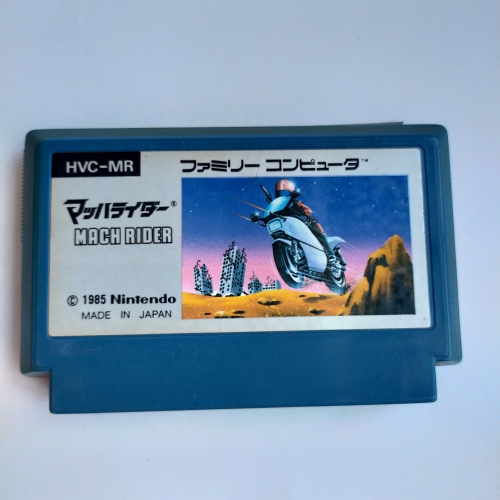 HVC-MR
ファミリー コンピュータ™
マッハライダー®
MACH RIDER
© 1985 Nintendo
MADE IN JAPAN